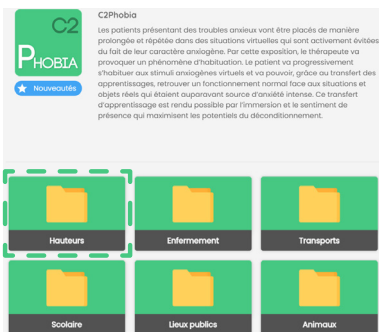 C2
PHOBIA
Nouveautés
C2Phobia
Les patients présentant des troubles anxieux vont être placés de manière
prolongée et répétée dans des situations virtuelles qui sont activement évitées
du fait de leur caractère anxiogène. Par cette exposition, le thérapeute va
provoquer un phénomène d'habituation. Le patient va progressivement
s'habituer aux stimuli anxiogènes virtuels et va pouvoir, grâce au transfert des
apprentissages, retrouver un fonctionnement normal face aux situations et
objets réels qui étaient auparavant source d'anxiété intense. Ce transfert
d'apprentissage est rendu possible par l'immersion et le sentiment de
présence qui maximisent les potentiels du déconditionnement.
Hauteurs
Enfermement
Transports
Scolaire
Lieux publics
Animaux